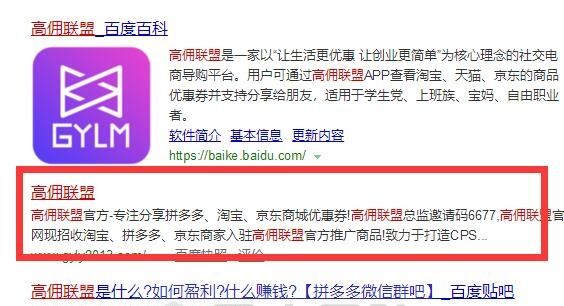 高佣联盟_百度百科
高佣联盟是一家以“让生活更优惠 让创业更简单”为核心理念的社交电
商导购平台。用户可通过高佣联盟APP查看淘宝、天猫、京东的商品
优惠券并支持分享给朋友，适用于学生党、上班族、宝妈、自由职业
者。
GYLM
软件简介 基本信息 更新内容
https://baike.baidu.com/
高佣联盟
高佣联盟官方-专注分享拼多多、淘宝、京东商城优惠券!高佣联盟总监邀请码6677,高佣联盟官
网现招收淘宝、拼多多、京东商家入驻高佣联盟官方推广商品!致力于打造CPS...
百度快照 - 评价
高佣联盟是什么?如何盈利?什么赚钱?【拼多多微信群吧】_百度贴吧